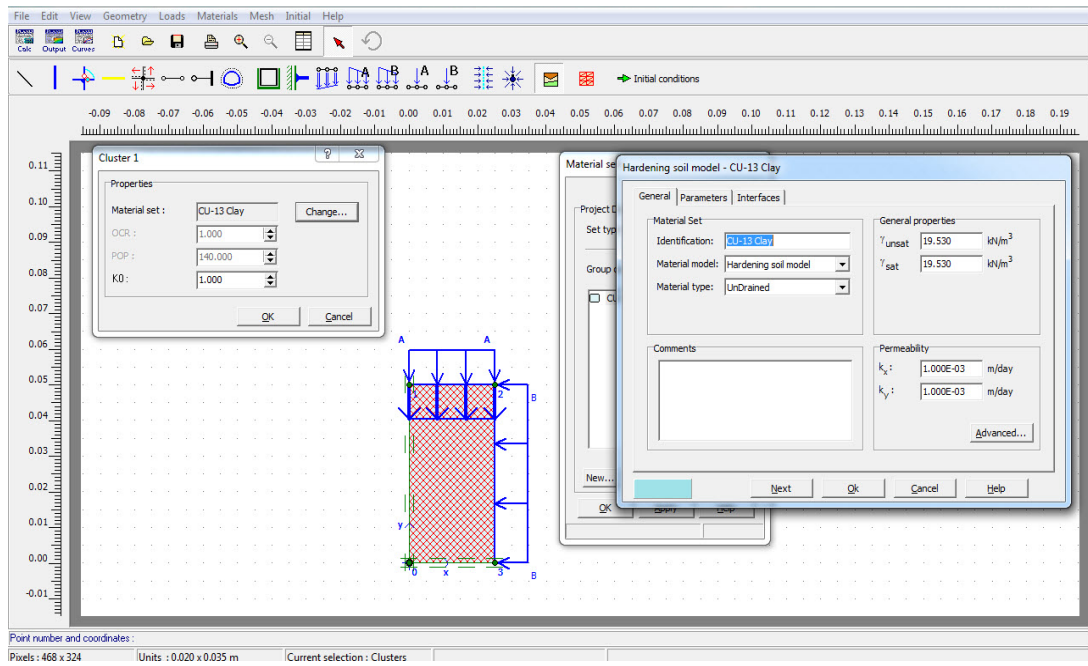 File Edit View Geometry Loads Materials Mesh Initial Help
Calc Output Curves
A B A B Initial conditions
-0.09 -0.08 -0.07 -0.06 -0.05 -0.04 -0.03 -0.02 -0.01 0.00 0.01 0.02 0.03 0.04 0.05 0.06 0.07 0.08 0.09 0.10 0.11 0.12 0.13 0.14 0.15 0.16 0.17 0.18 0.19
0.11
0.10
0.09
0.08
0.07
0.06
0.05
0.04
0.03
0.02
0.01
0.00
-0.01
Cluster 1
Properties
Material set : CU-13 Clay Change...
OCR : 1.000
POP : 140.000
K0 : 1.000
OK Cancel
A A
1 2 B
y
0 x 3 B
Material se
Project D
Set typ
Group o
CU
New...
OK Apply Help
Hardening soil model - CU-13 Clay
General Parameters Interfaces
Material Set
Identification: CU-13 Clay
Material model: Hardening soil model
Material type: UnDrained
General properties
γunsat 19.530 kN/m³
γsat 19.530 kN/m³
Comments
Permeability
kx: 1.000E-03 m/day
ky: 1.000E-03 m/day
Advanced...
Next Ok Cancel Help
Point number and coordinates :
Pixels : 468 x 324 Units : 0.020 x 0.035 m Current selection : Clusters